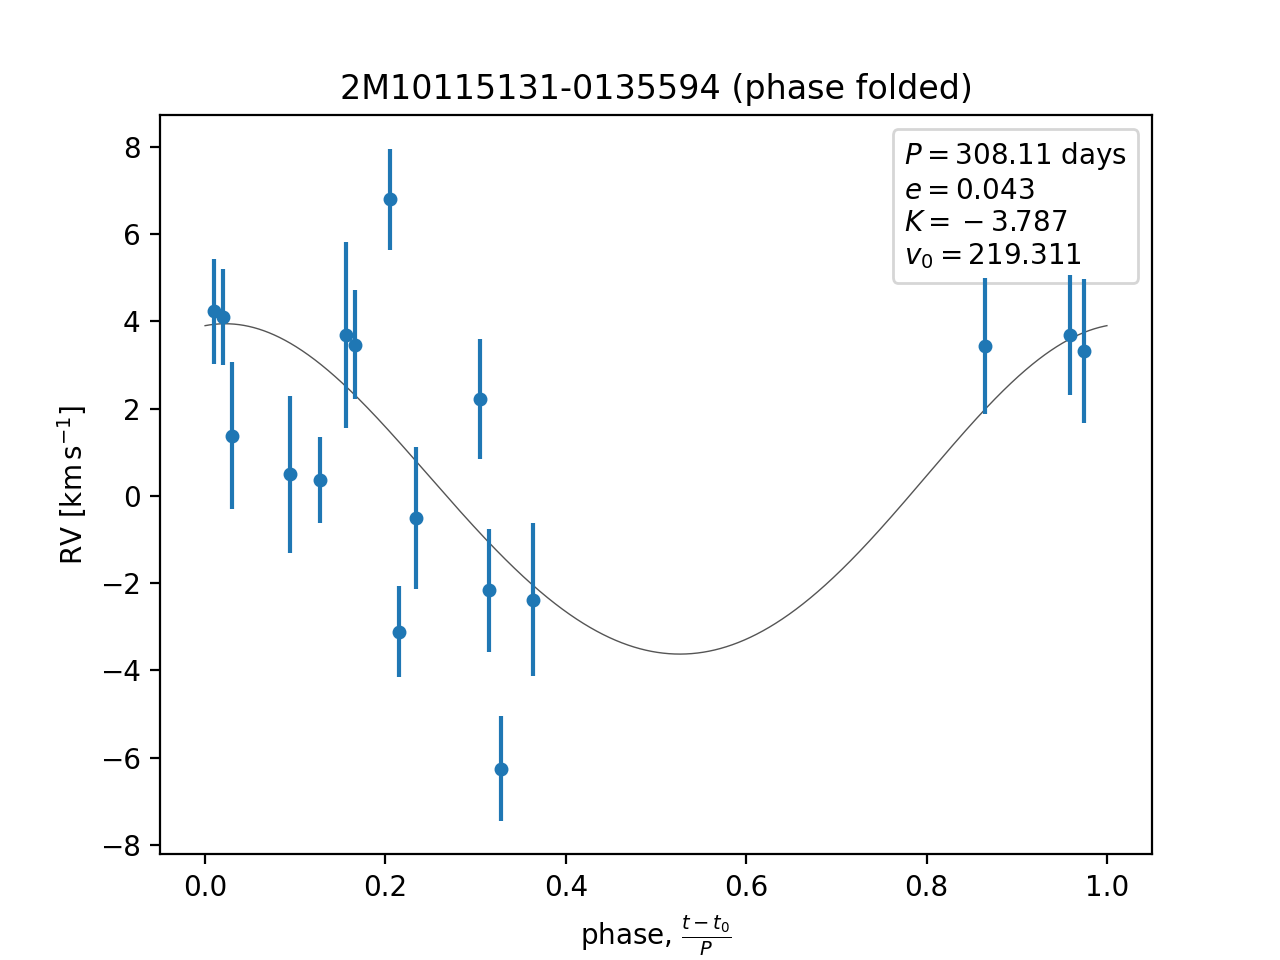 2M10115131-0135594 (phase folded)
P = 308.11 days
e = 0.043
K = −3.787
v₀ = 219.311
RV [km s⁻¹]
8
6
4
2
0
−2
−4
−6
−8
0.0 0.2 0.4 0.6 0.8 1.0
phase, (t − t₀)/P